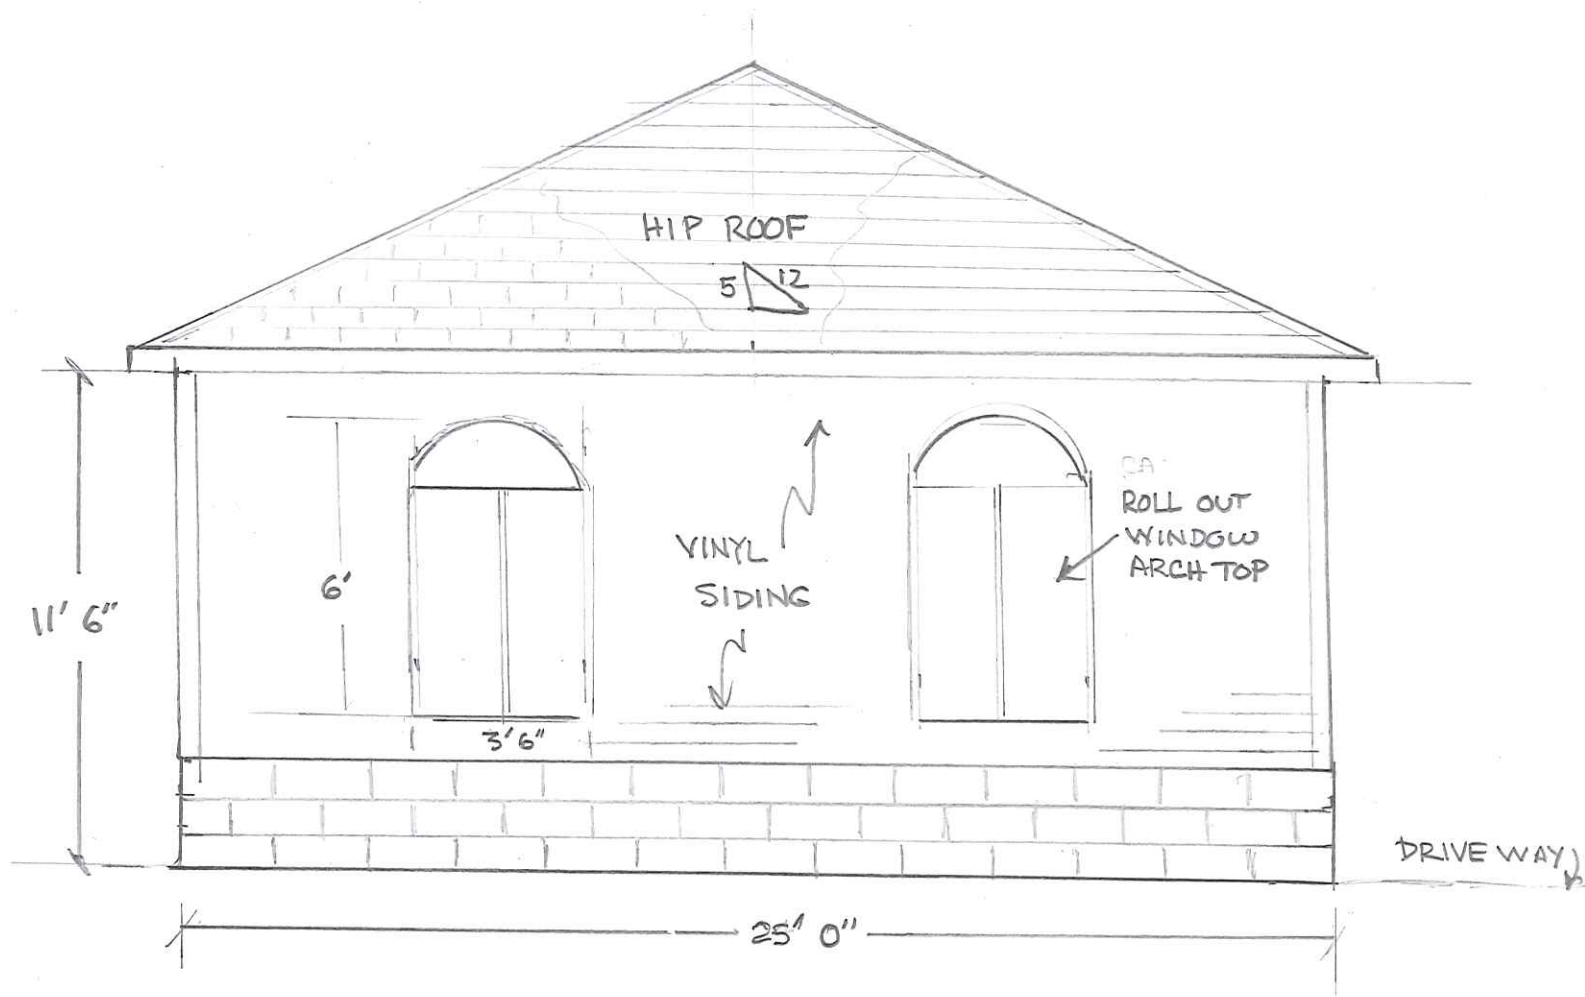 HIP ROOF
5 12
CA
ROLL OUT
WINDOW
ARCH TOP
VINYL
SIDING
6'
11' 6"
3' 6"
DRIVE WAY
25' 0"